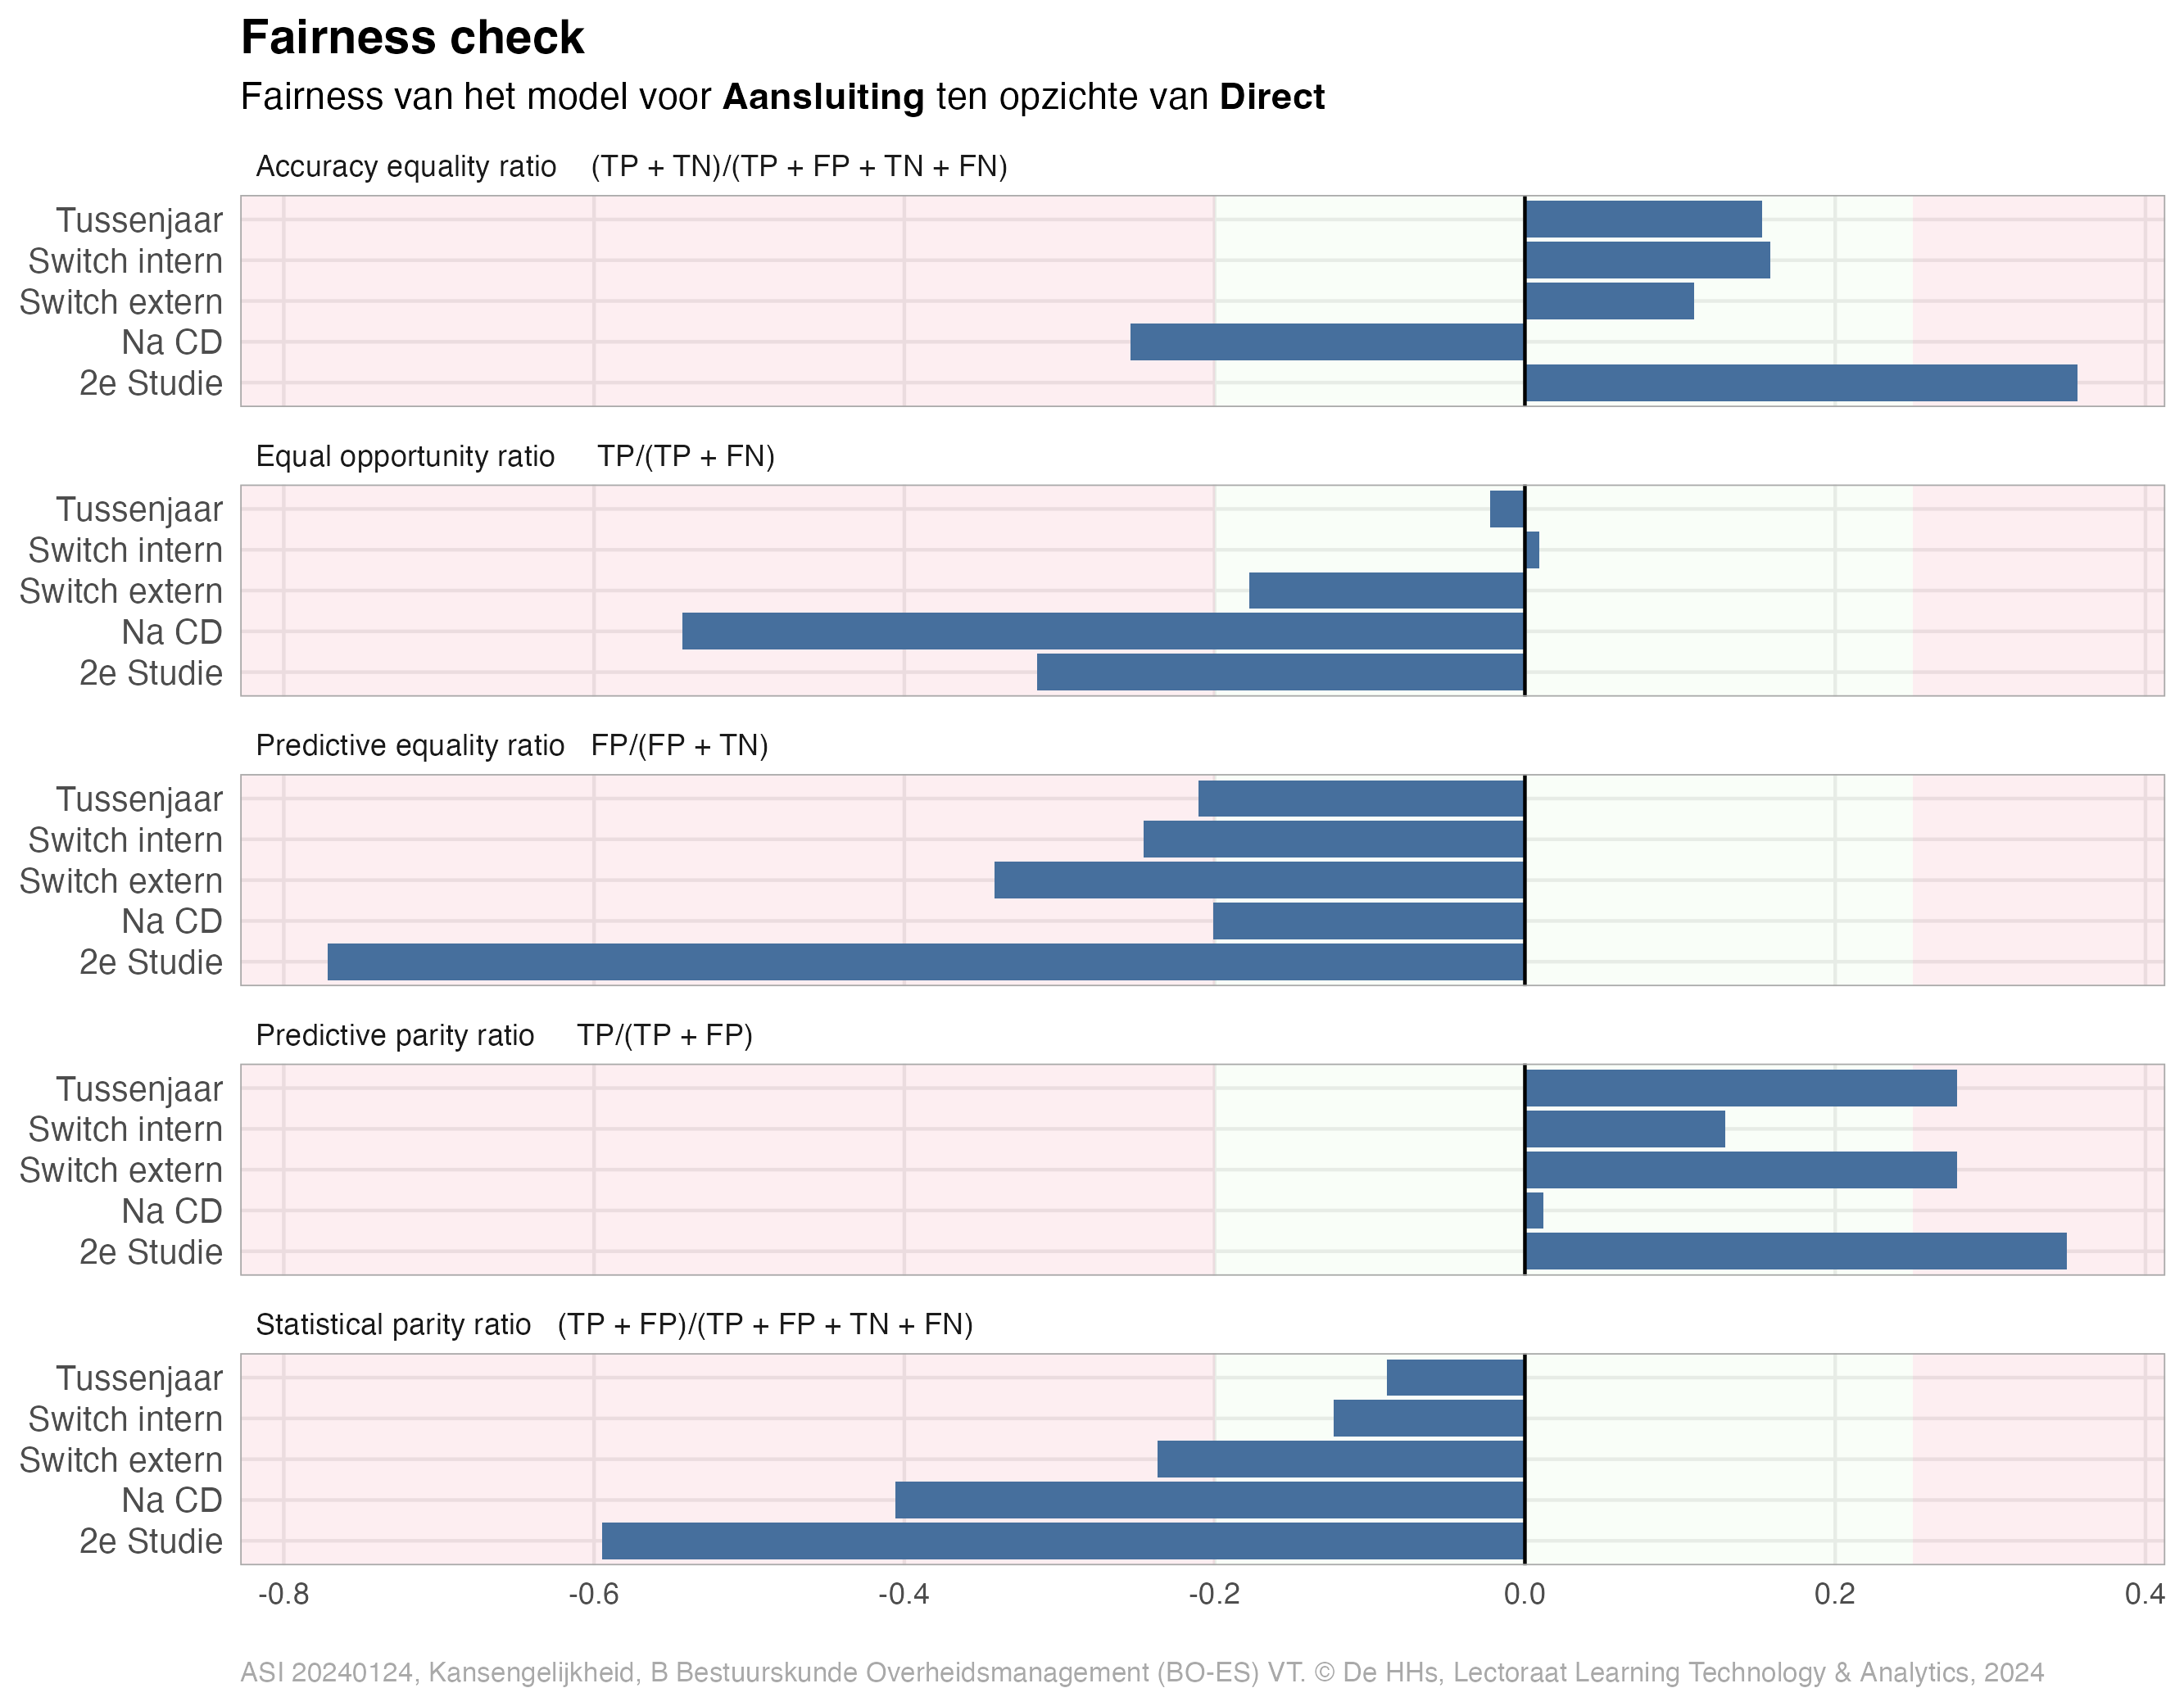 Fairness check
Fairness van het model voor Aansluiting ten opzichte van Direct
Accuracy equality ratio (TP + TN)/(TP + FP + TN + FN)
Tussenjaar
Switch intern
Switch extern
Na CD
2e Studie
Equal opportunity ratio TP/(TP + FN)
Tussenjaar
Switch intern
Switch extern
Na CD
2e Studie
Predictive equality ratio FP/(FP + TN)
Tussenjaar
Switch intern
Switch extern
Na CD
2e Studie
Predictive parity ratio TP/(TP + FP)
Tussenjaar
Switch intern
Switch extern
Na CD
2e Studie
Statistical parity ratio (TP + FP)/(TP + FP + TN + FN)
Tussenjaar
Switch intern
Switch extern
Na CD
2e Studie
-0.8 -0.6 -0.4 -0.2 0.0 0.2 0.4
ASI 20240124, Kansengelijkheid, B Bestuurskunde Overheidsmanagement (BO-ES) VT. © De HHs, Lectoraat Learning Technology & Analytics, 2024